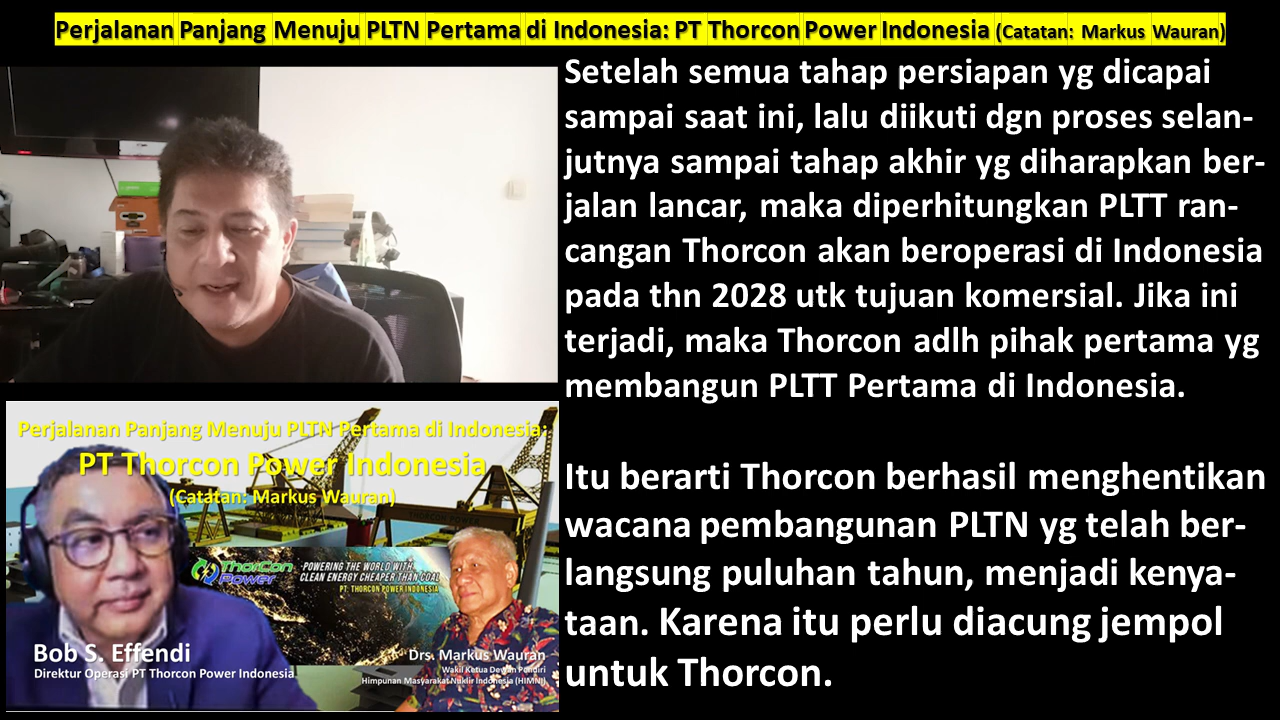 Perjalanan Panjang Menuju PLTN Pertama di Indonesia: PT Thorcon Power Indonesia (Catatan: Markus Wauran)
Setelah semua tahap persiapan yg dicapai
sampai saat ini, lalu diikuti dgn proses selan-
jutnya sampai tahap akhir yg diharapkan ber-
jalan lancar, maka diperhitungkan PLTT ran-
cangan Thorcon akan beroperasi di Indonesia
pada thn 2028 utk tujuan komersial. Jika ini
terjadi, maka Thorcon adlh pihak pertama yg
membangun PLTT Pertama di Indonesia.
Itu berarti Thorcon berhasil menghentikan
wacana pembangunan PLTN yg telah ber-
langsung puluhan tahun, menjadi kenya-
taan. Karena itu perlu diacung jempol
untuk Thorcon.
Perjalanan Panjang Menuju PLTN Pertama di Indonesia:
PT Thorcon Power Indonesia
(Catatan: Markus Wauran)
ThorCon
Power
POWERING THE WORLD WITH
CLEAN ENERGY CHEAPER THAN COAL
PT. THORCON POWER INDONESIA
Bob S. Effendi
Direktur Operasi PT Thorcon Power Indonesia
Drs. Markus Wauran
Wakil Ketua Dewan Pendiri
Himpunan Masyarakat Nuklir Indonesia (HIMNI)